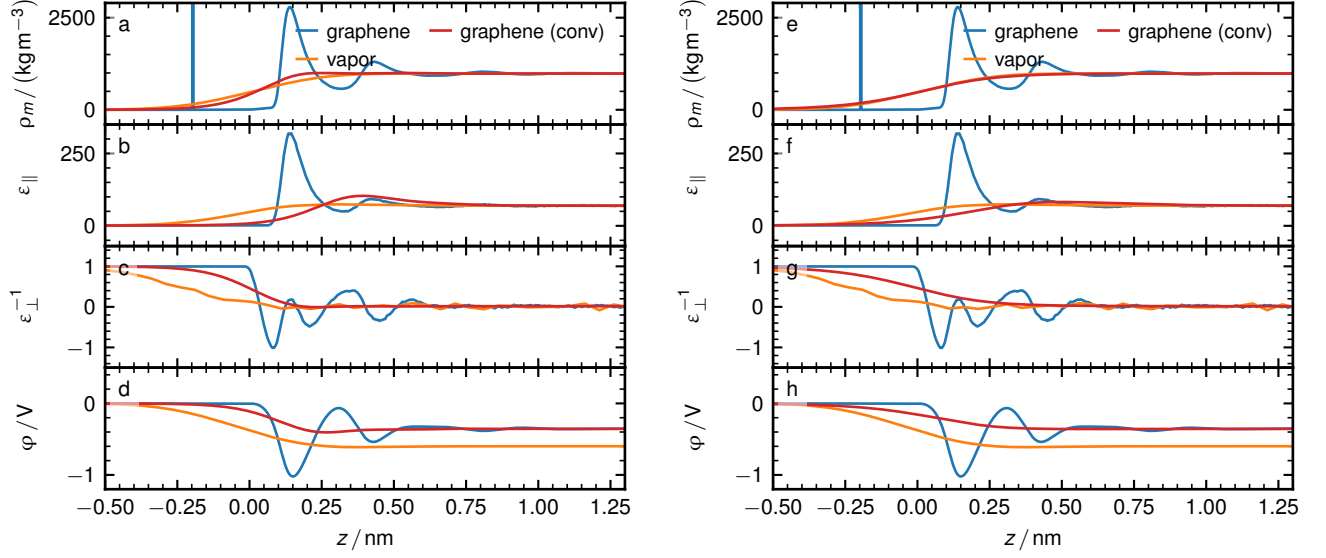 a
2500
0
ρm / (kgm−3)
graphene
graphene (conv)
vapor
b
250
0
ε||
c
1
0
−1
ε⊥−1
d
0
−1
φ / V
−0.50 −0.25 0.00 0.25 0.50 0.75 1.00 1.25
z / nm
e
2500
0
ρm / (kgm−3)
graphene
graphene (conv)
vapor
f
250
0
ε||
g
1
0
−1
ε⊥−1
h
0
−1
φ / V
−0.50 −0.25 0.00 0.25 0.50 0.75 1.00 1.25
z / nm